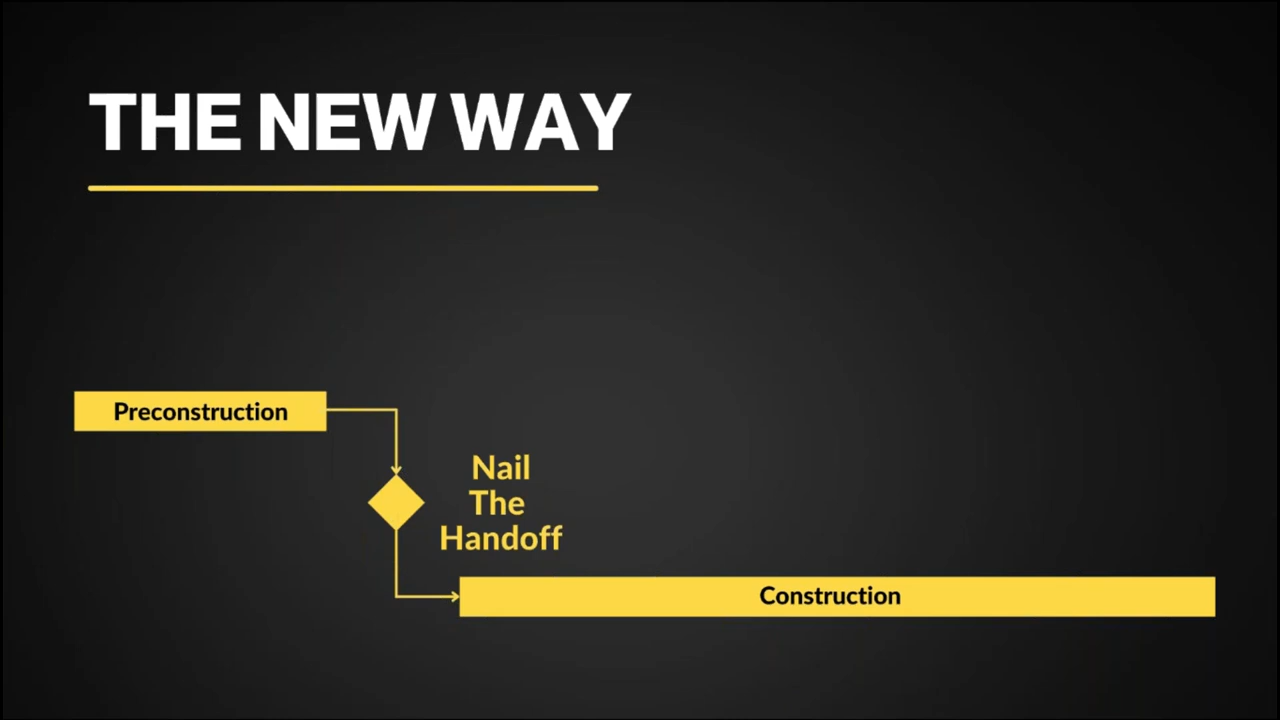 THE NEW WAY
Preconstruction
Nail
The
Handoff
Construction